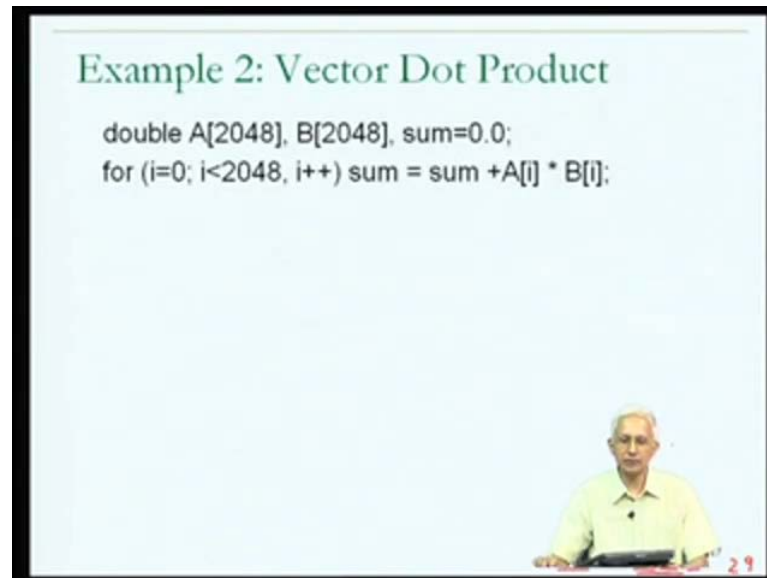 Example 2: Vector Dot Product
double A[2048], B[2048], sum=0.0;
for (i=0; i<2048, i++) sum = sum +A[i] * B[i];
29